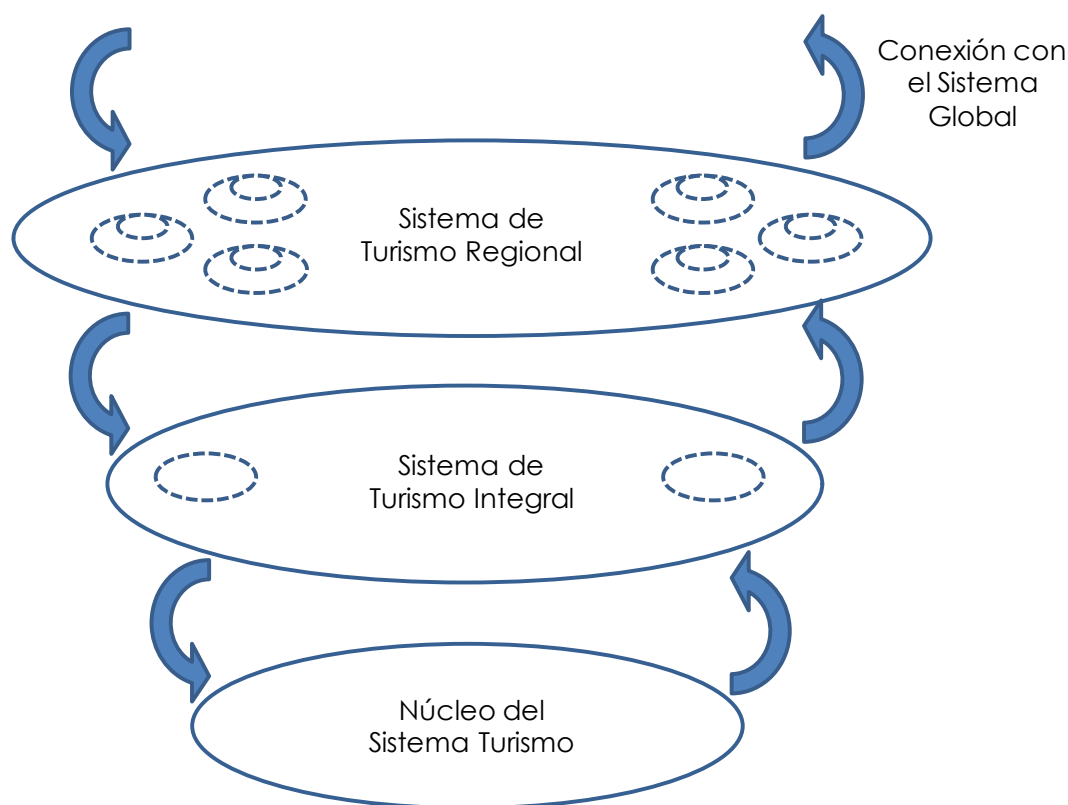 Conexión con
el Sistema
Global
Sistema de
Turismo Regional
Sistema de
Turismo Integral
Núcleo del
Sistema Turismo